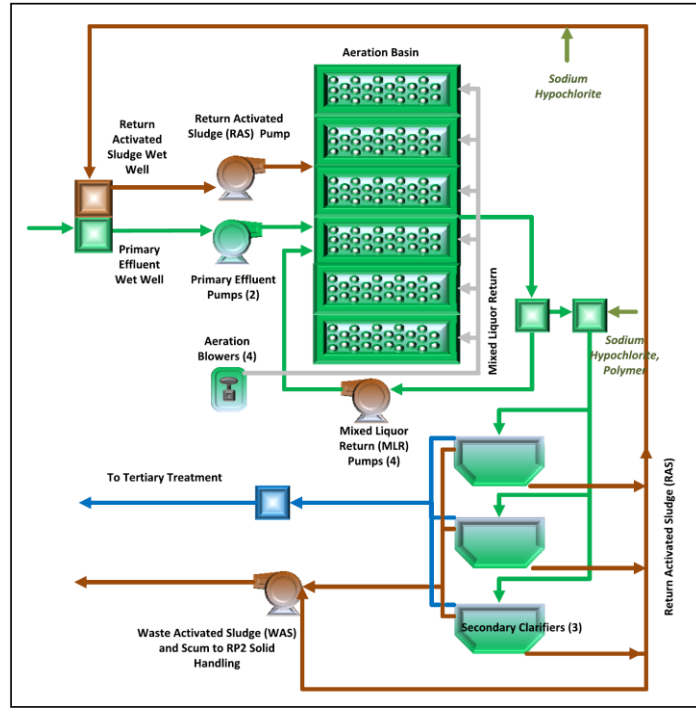 Aeration Basin
Sodium
Hypochlorite
Return
Activated
Sludge Wet
Well
Return Activated
Sludge (RAS)  Pump
Primary
Effluent
Wet Well
Primary Effluent
Pumps (2)
Mixed Liquor Return
Aeration
Blowers (4)
Sodium
Hypochlorite,
Polymer
Mixed Liquor
Return (MLR)
Pumps (4)
To Tertiary Treatment
Return Activated Sludge (RAS)
Waste Activated Sludge (WAS)
and Scum to RP2 Solid
Handling
Secondary Clarifiers (3)